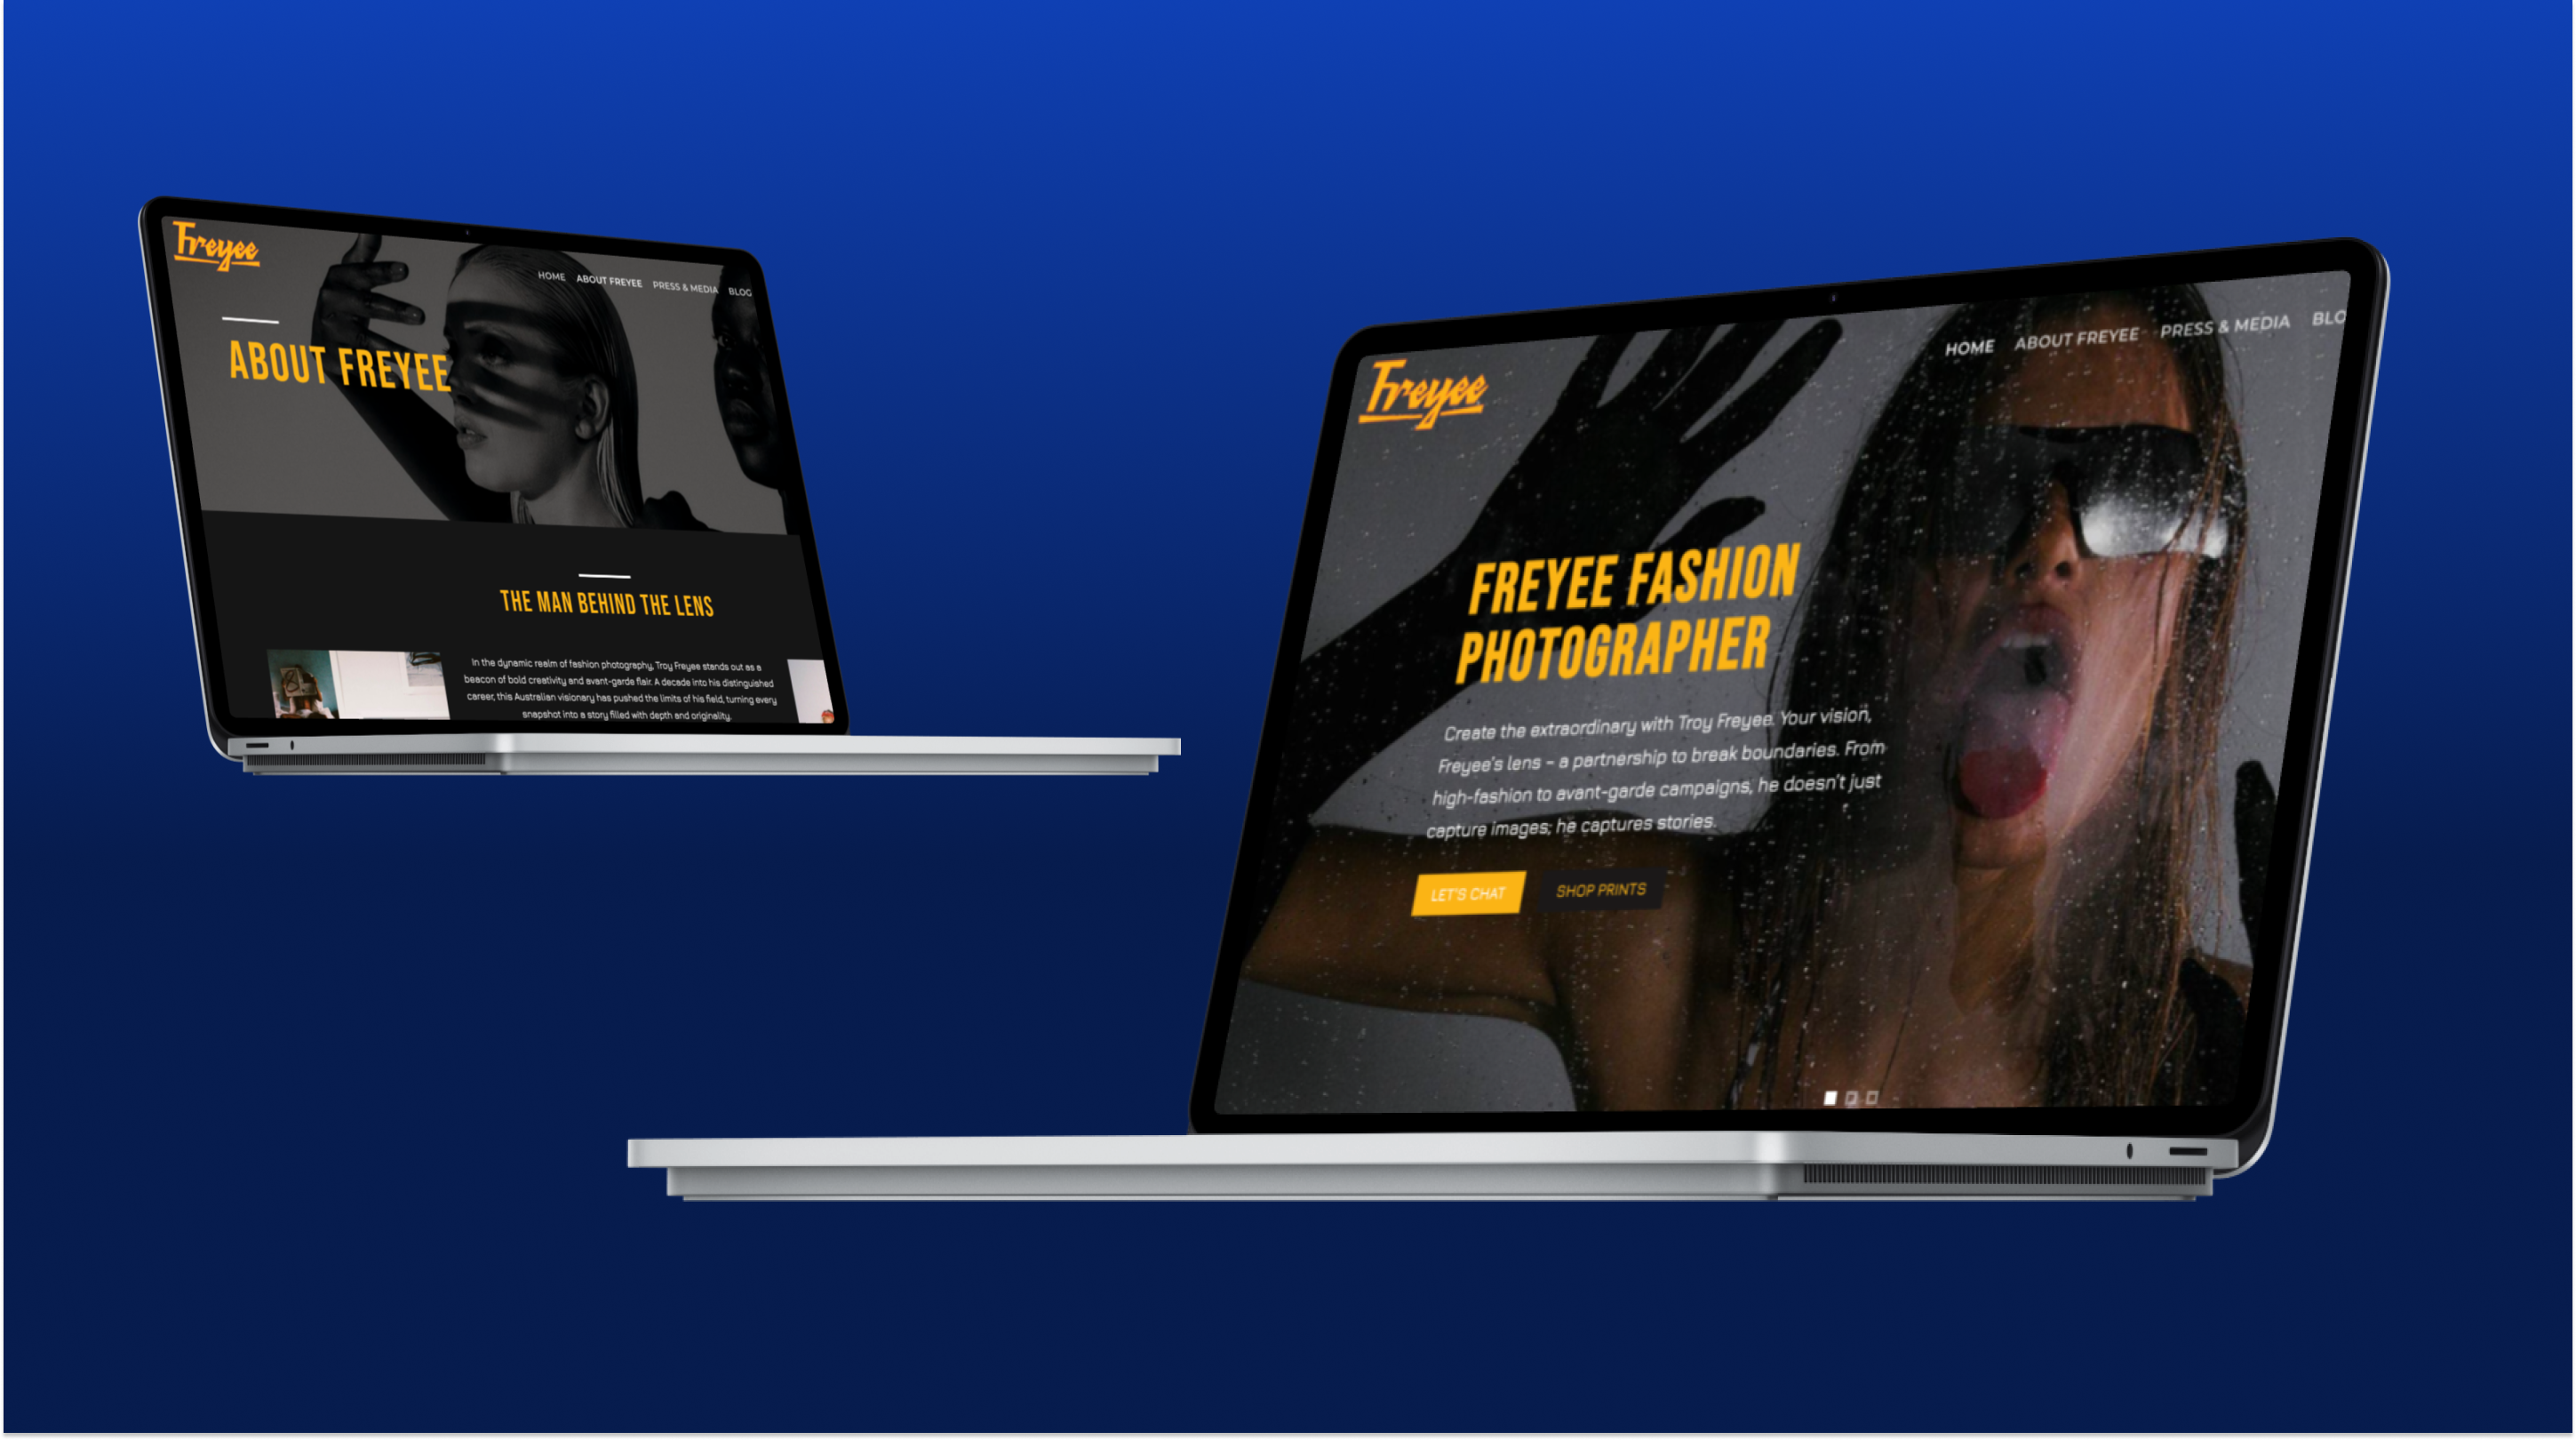 Freyee
HOME ABOUT FREYEE PRESS & MEDIA BLOG
ABOUT FREYEE
THE MAN BEHIND THE LENS
In the dynamic realm of fashion photography, Troy Freyee stands out as a
beacon of bold creativity and avant-garde flair. A decade into his distinguished
career, this Australian visionary has pushed the limits of his field, turning every
snapshot into a story filled with depth and originality.
Freyee
HOME ABOUT FREYEE PRESS & MEDIA BLO
FREYEE FASHION
PHOTOGRAPHER
Create the extraordinary with Troy Freyee. Your vision,
Freyee's lens – a partnership to break boundaries. From
high-fashion to avant-garde campaigns, he doesn't just
capture images; he captures stories.
LET'S CHAT SHOP PRINTS